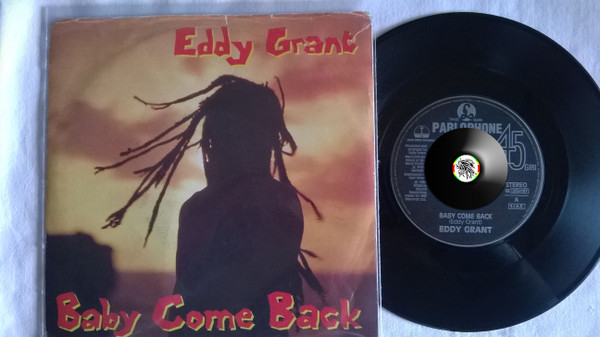 Eddy Grant
Baby Come Back
PARLOPHONE
45
STEREO
A
BABY COME BACK
(Eddy Grant)
EDDY GRANT